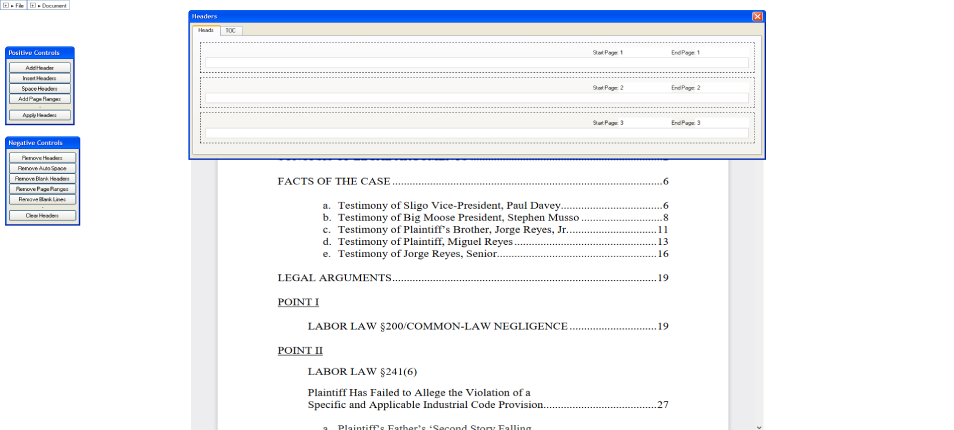 File Document
Headers
Heads TOC
Start Page: 1 End Page: 1
Start Page: 2 End Page: 2
Start Page: 3 End Page: 3
Positive Controls
Add Header
Insert Headers
Space Headers
Add Page Ranges
Apply Headers
Negative Controls
Remove Headers
Remove Auto Space
Remove Blank Headers
Remove Page Ranges
Remove Blank Lines
Clear Headers
FACTS OF THE CASE..........6
a. Testimony of Sligo Vice-President, Paul Davey..........6
b. Testimony of Big Moose President, Stephen Musso..........8
c. Testimony of Plaintiff's Brother, Jorge Reyes, Jr..........11
d. Testimony of Plaintiff, Miguel Reyes..........13
e. Testimony of Jorge Reyes, Senior..........16
LEGAL ARGUMENTS..........19
POINT I
LABOR LAW §200/COMMON-LAW NEGLIGENCE..........19
POINT II
LABOR LAW §241(6)
Plaintiff Has Failed to Allege the Violation of a
Specific and Applicable Industrial Code Provision..........27
a. Plaintiff's Father's 'Second Story Falling